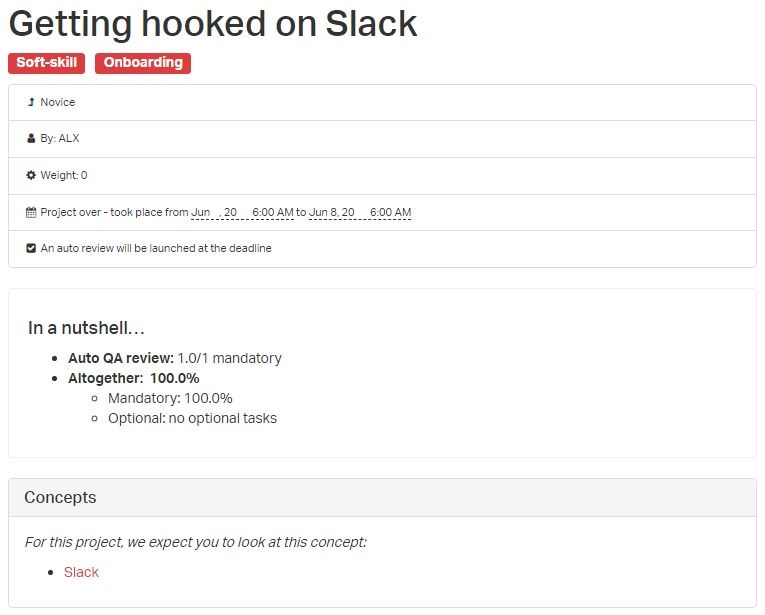 Getting hooked on Slack
Soft-skill Onboarding
Novice
By: ALX
Weight: 0
Project over - took place from Jun , 20 6:00 AM to Jun 8, 20 6:00 AM
An auto review will be launched at the deadline
In a nutshell…
Auto QA review: 1.0/1 mandatory
Altogether: 100.0%
Mandatory: 100.0%
Optional: no optional tasks
Concepts
For this project, we expect you to look at this concept:
Slack